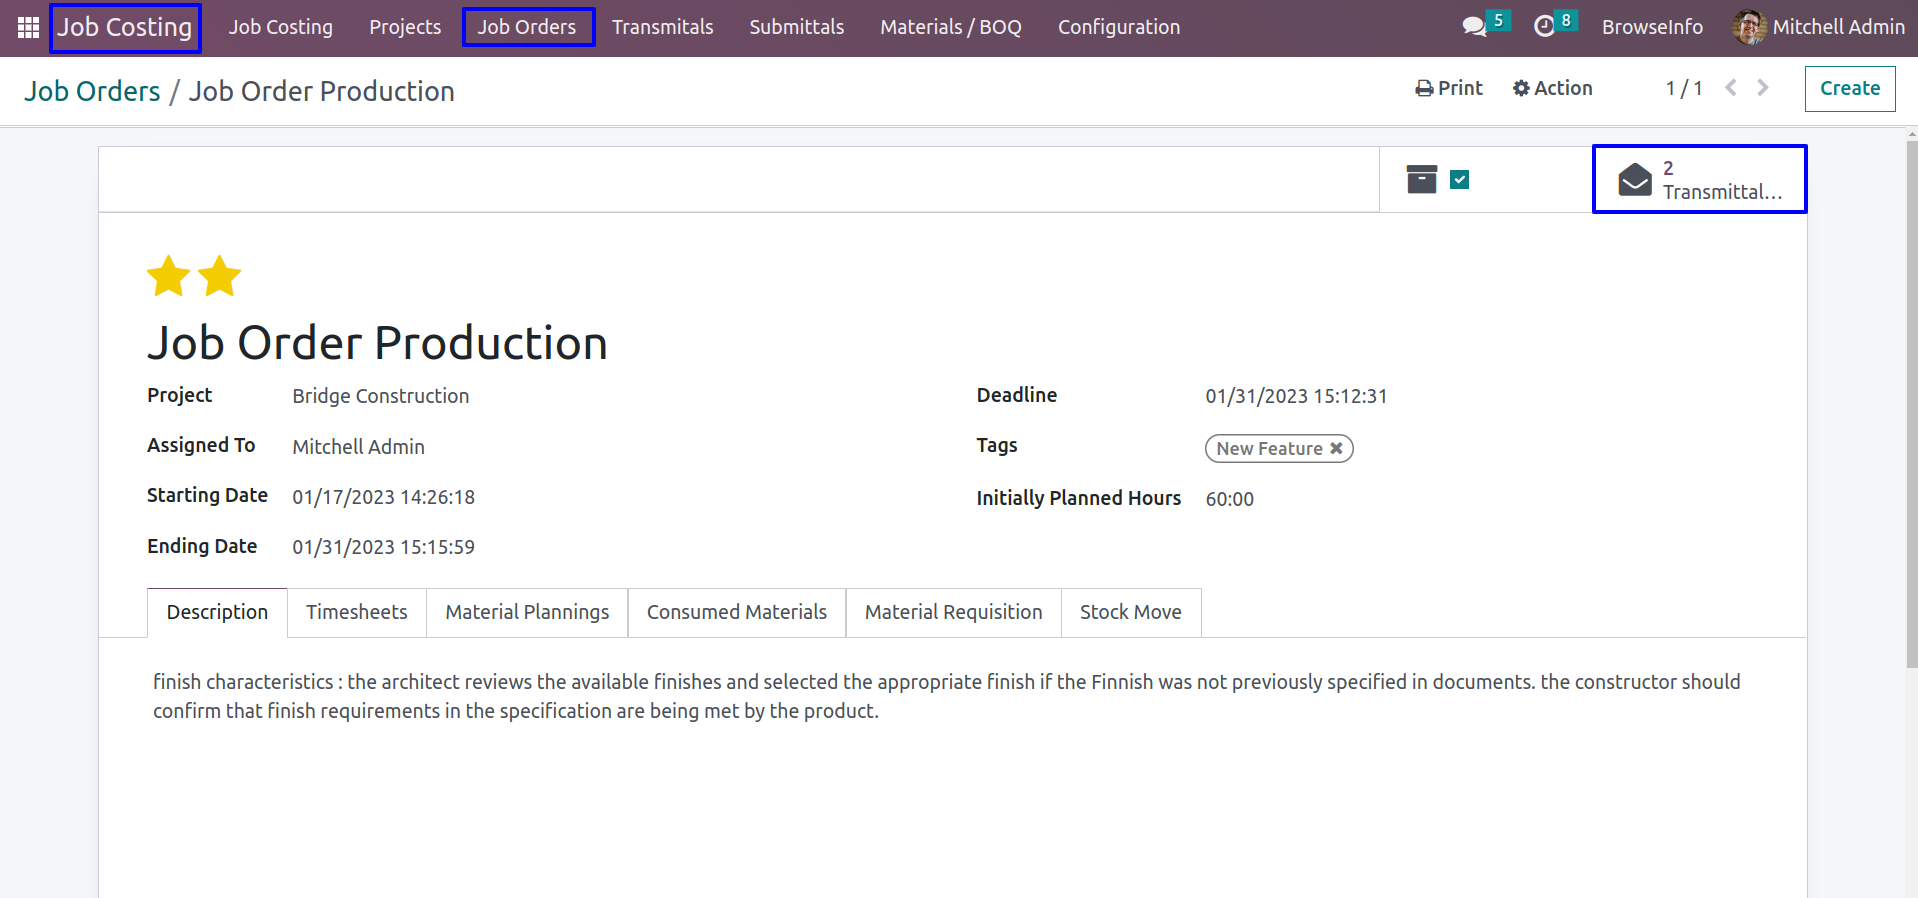 Job Costing Job Costing Projects Job Orders Transmitals Submittals Materials / BOQ Configuration 5 8 BrowseInfo Mitchell Admin
Job Orders / Job Order Production Print Action 1 / 1 Create
2
Transmittal...
Job Order Production
Project Bridge Construction Deadline 01/31/2023 15:12:31
Assigned To Mitchell Admin Tags New Feature ✖
Starting Date 01/17/2023 14:26:18 Initially Planned Hours 60:00
Ending Date 01/31/2023 15:15:59
Description Timesheets Material Plannings Consumed Materials Material Requisition Stock Move
finish characteristics : the architect reviews the available finishes and selected the appropriate finish if the Finnish was not previously specified in documents. the constructor should
confirm that finish requirements in the specification are being met by the product.